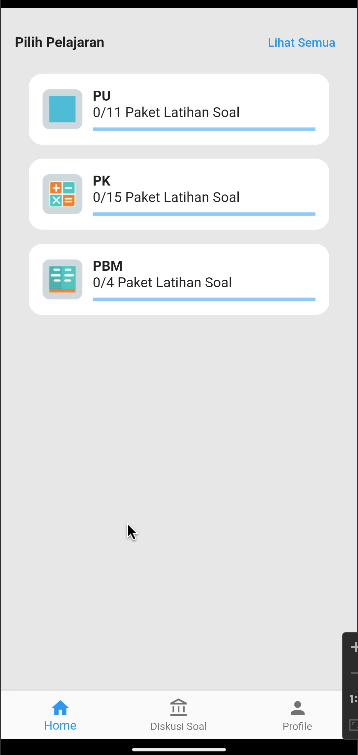 Pilih Pelajaran
Lihat Semua
PU
0/11 Paket Latihan Soal
PK
0/15 Paket Latihan Soal
PBM
0/4 Paket Latihan Soal
Home
Diskusi Soal
Profile